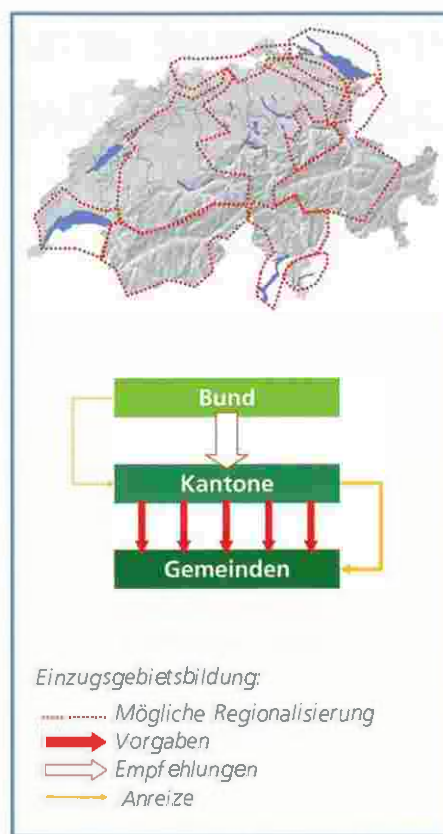 Bund
Kantone
Gemeinden
Einzugsgebietsbildung:
Mögliche Regionalisierung
Vorgaben
Empfehlungen
Anreize